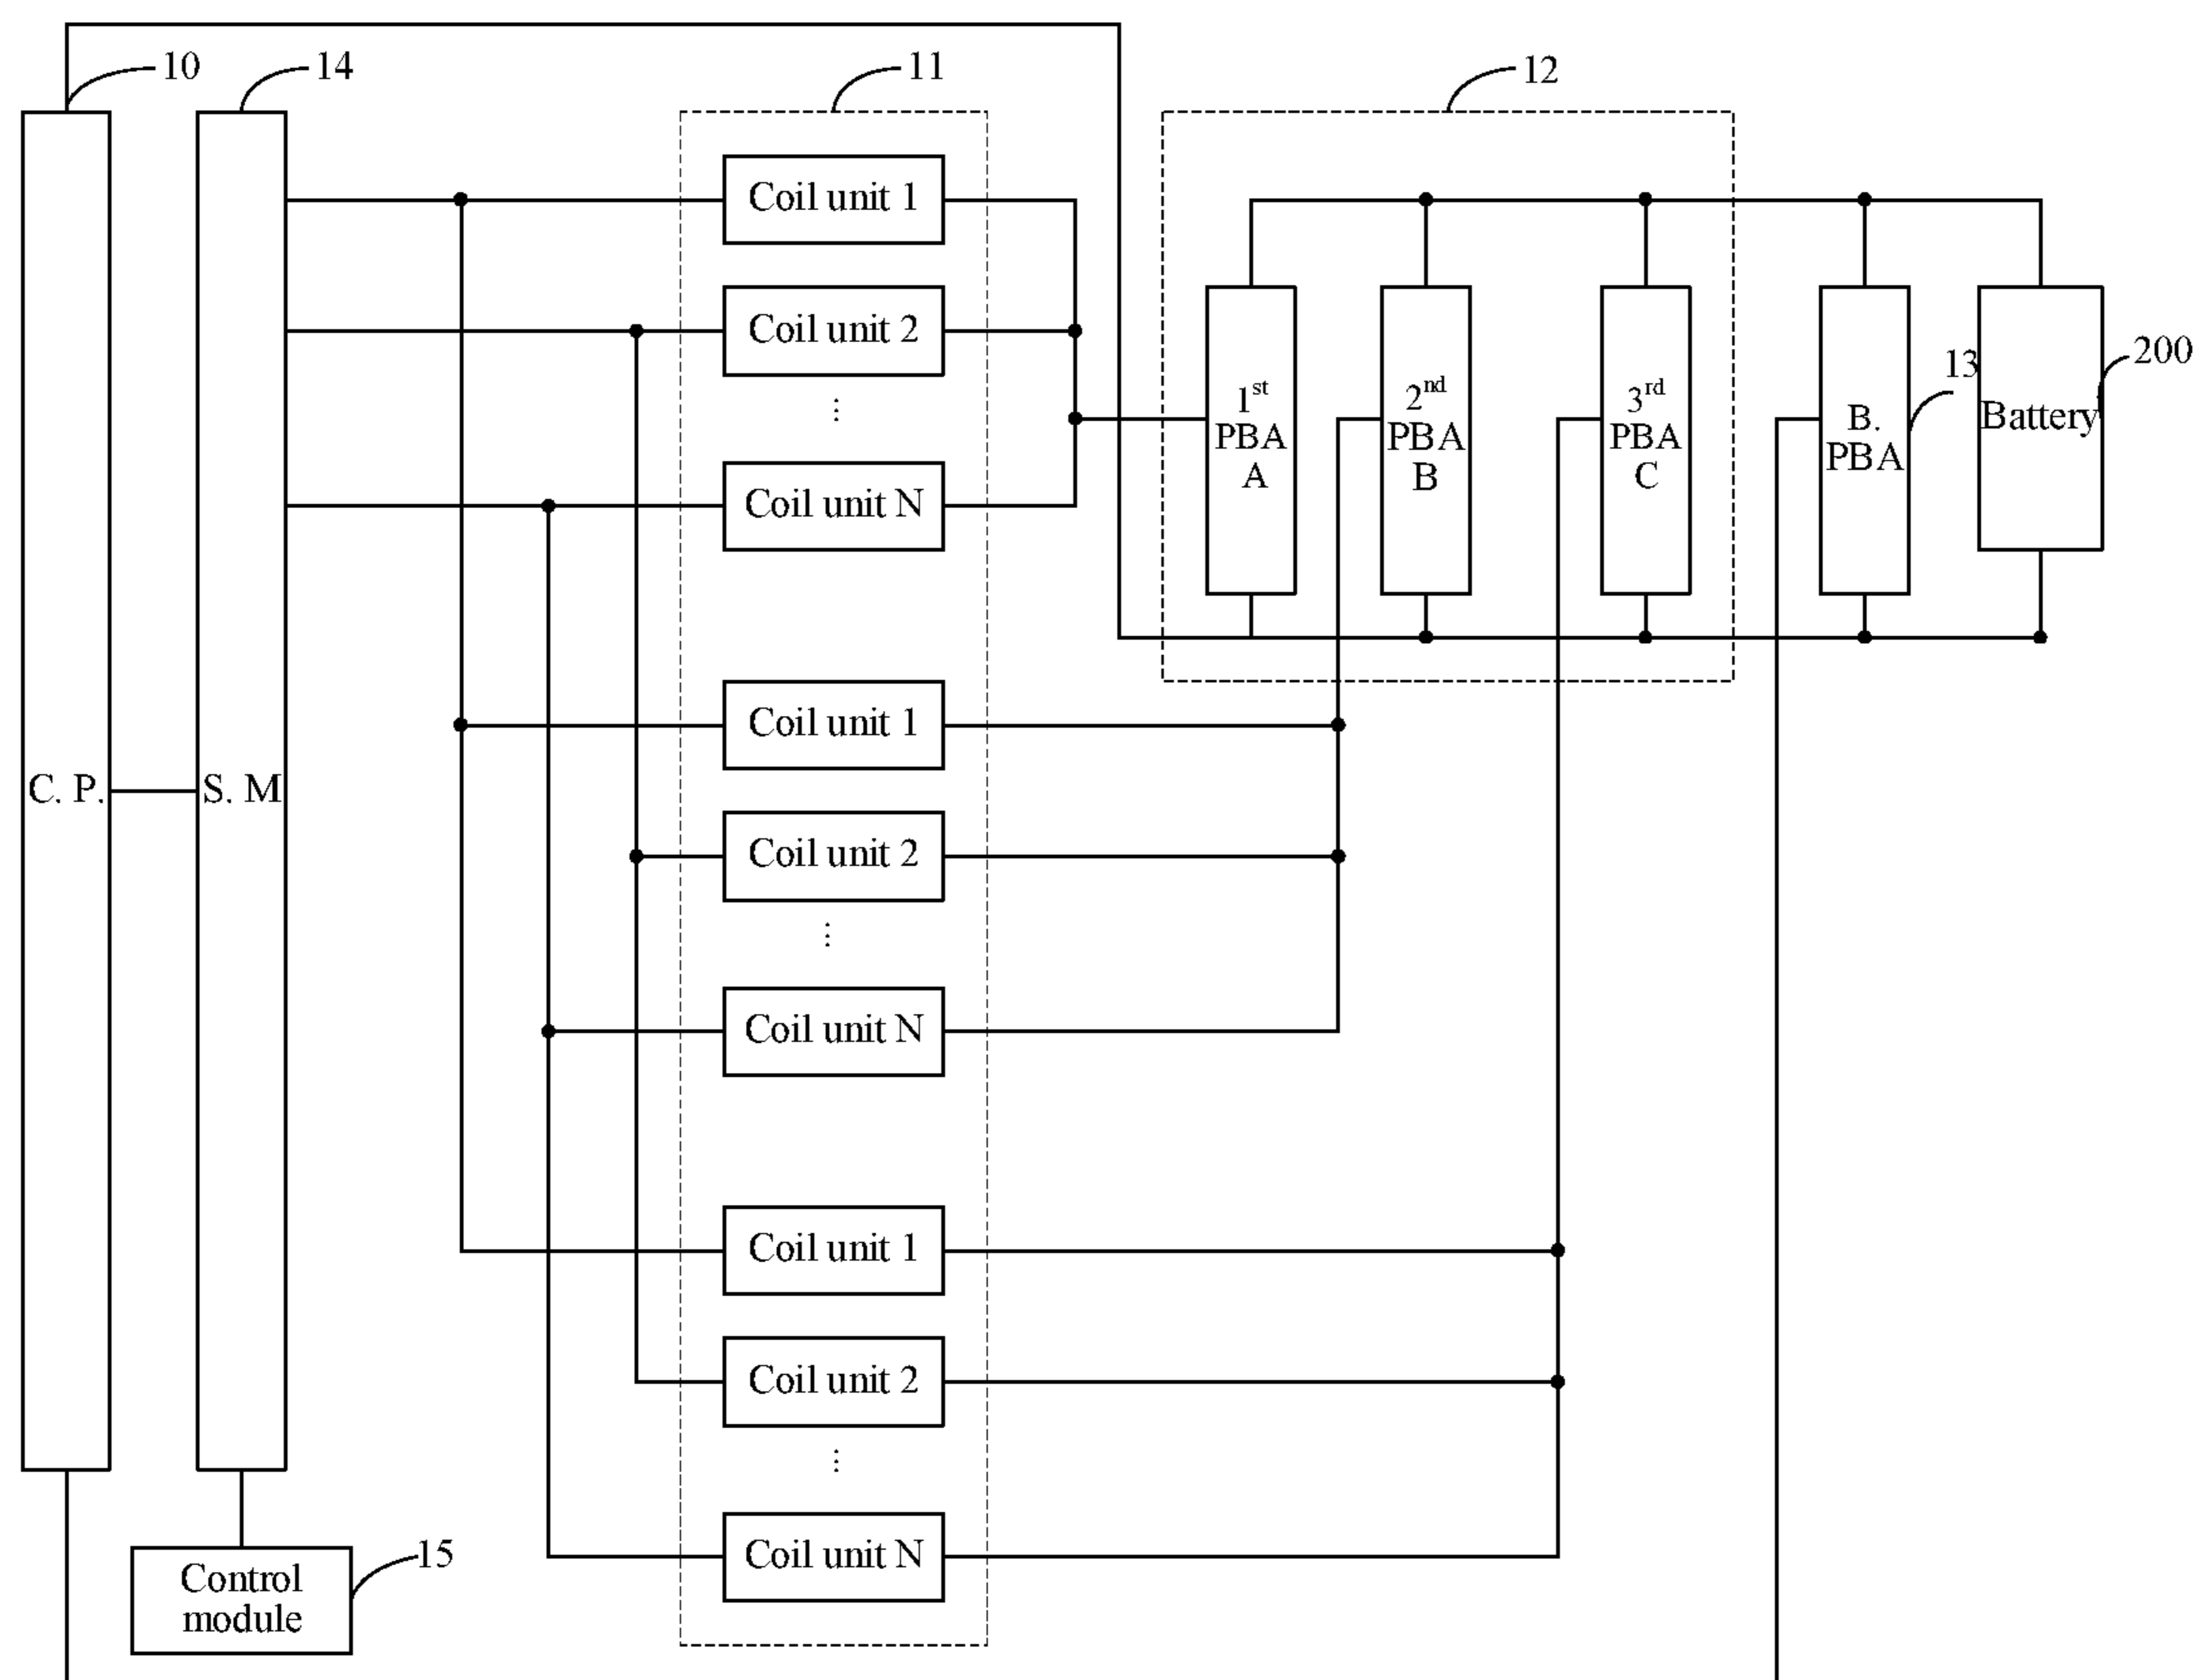 10
14
11
12
Coil unit 1
Coil unit 2
⋮
Coil unit N
1st
PBA
A
2nd
PBA
B
3rd
PBA
C
B.
PBA
13
Battery
200
C. P.
S. M
Coil unit 1
Coil unit 2
⋮
Coil unit N
Coil unit 1
Coil unit 2
⋮
Coil unit N
Control
module
15